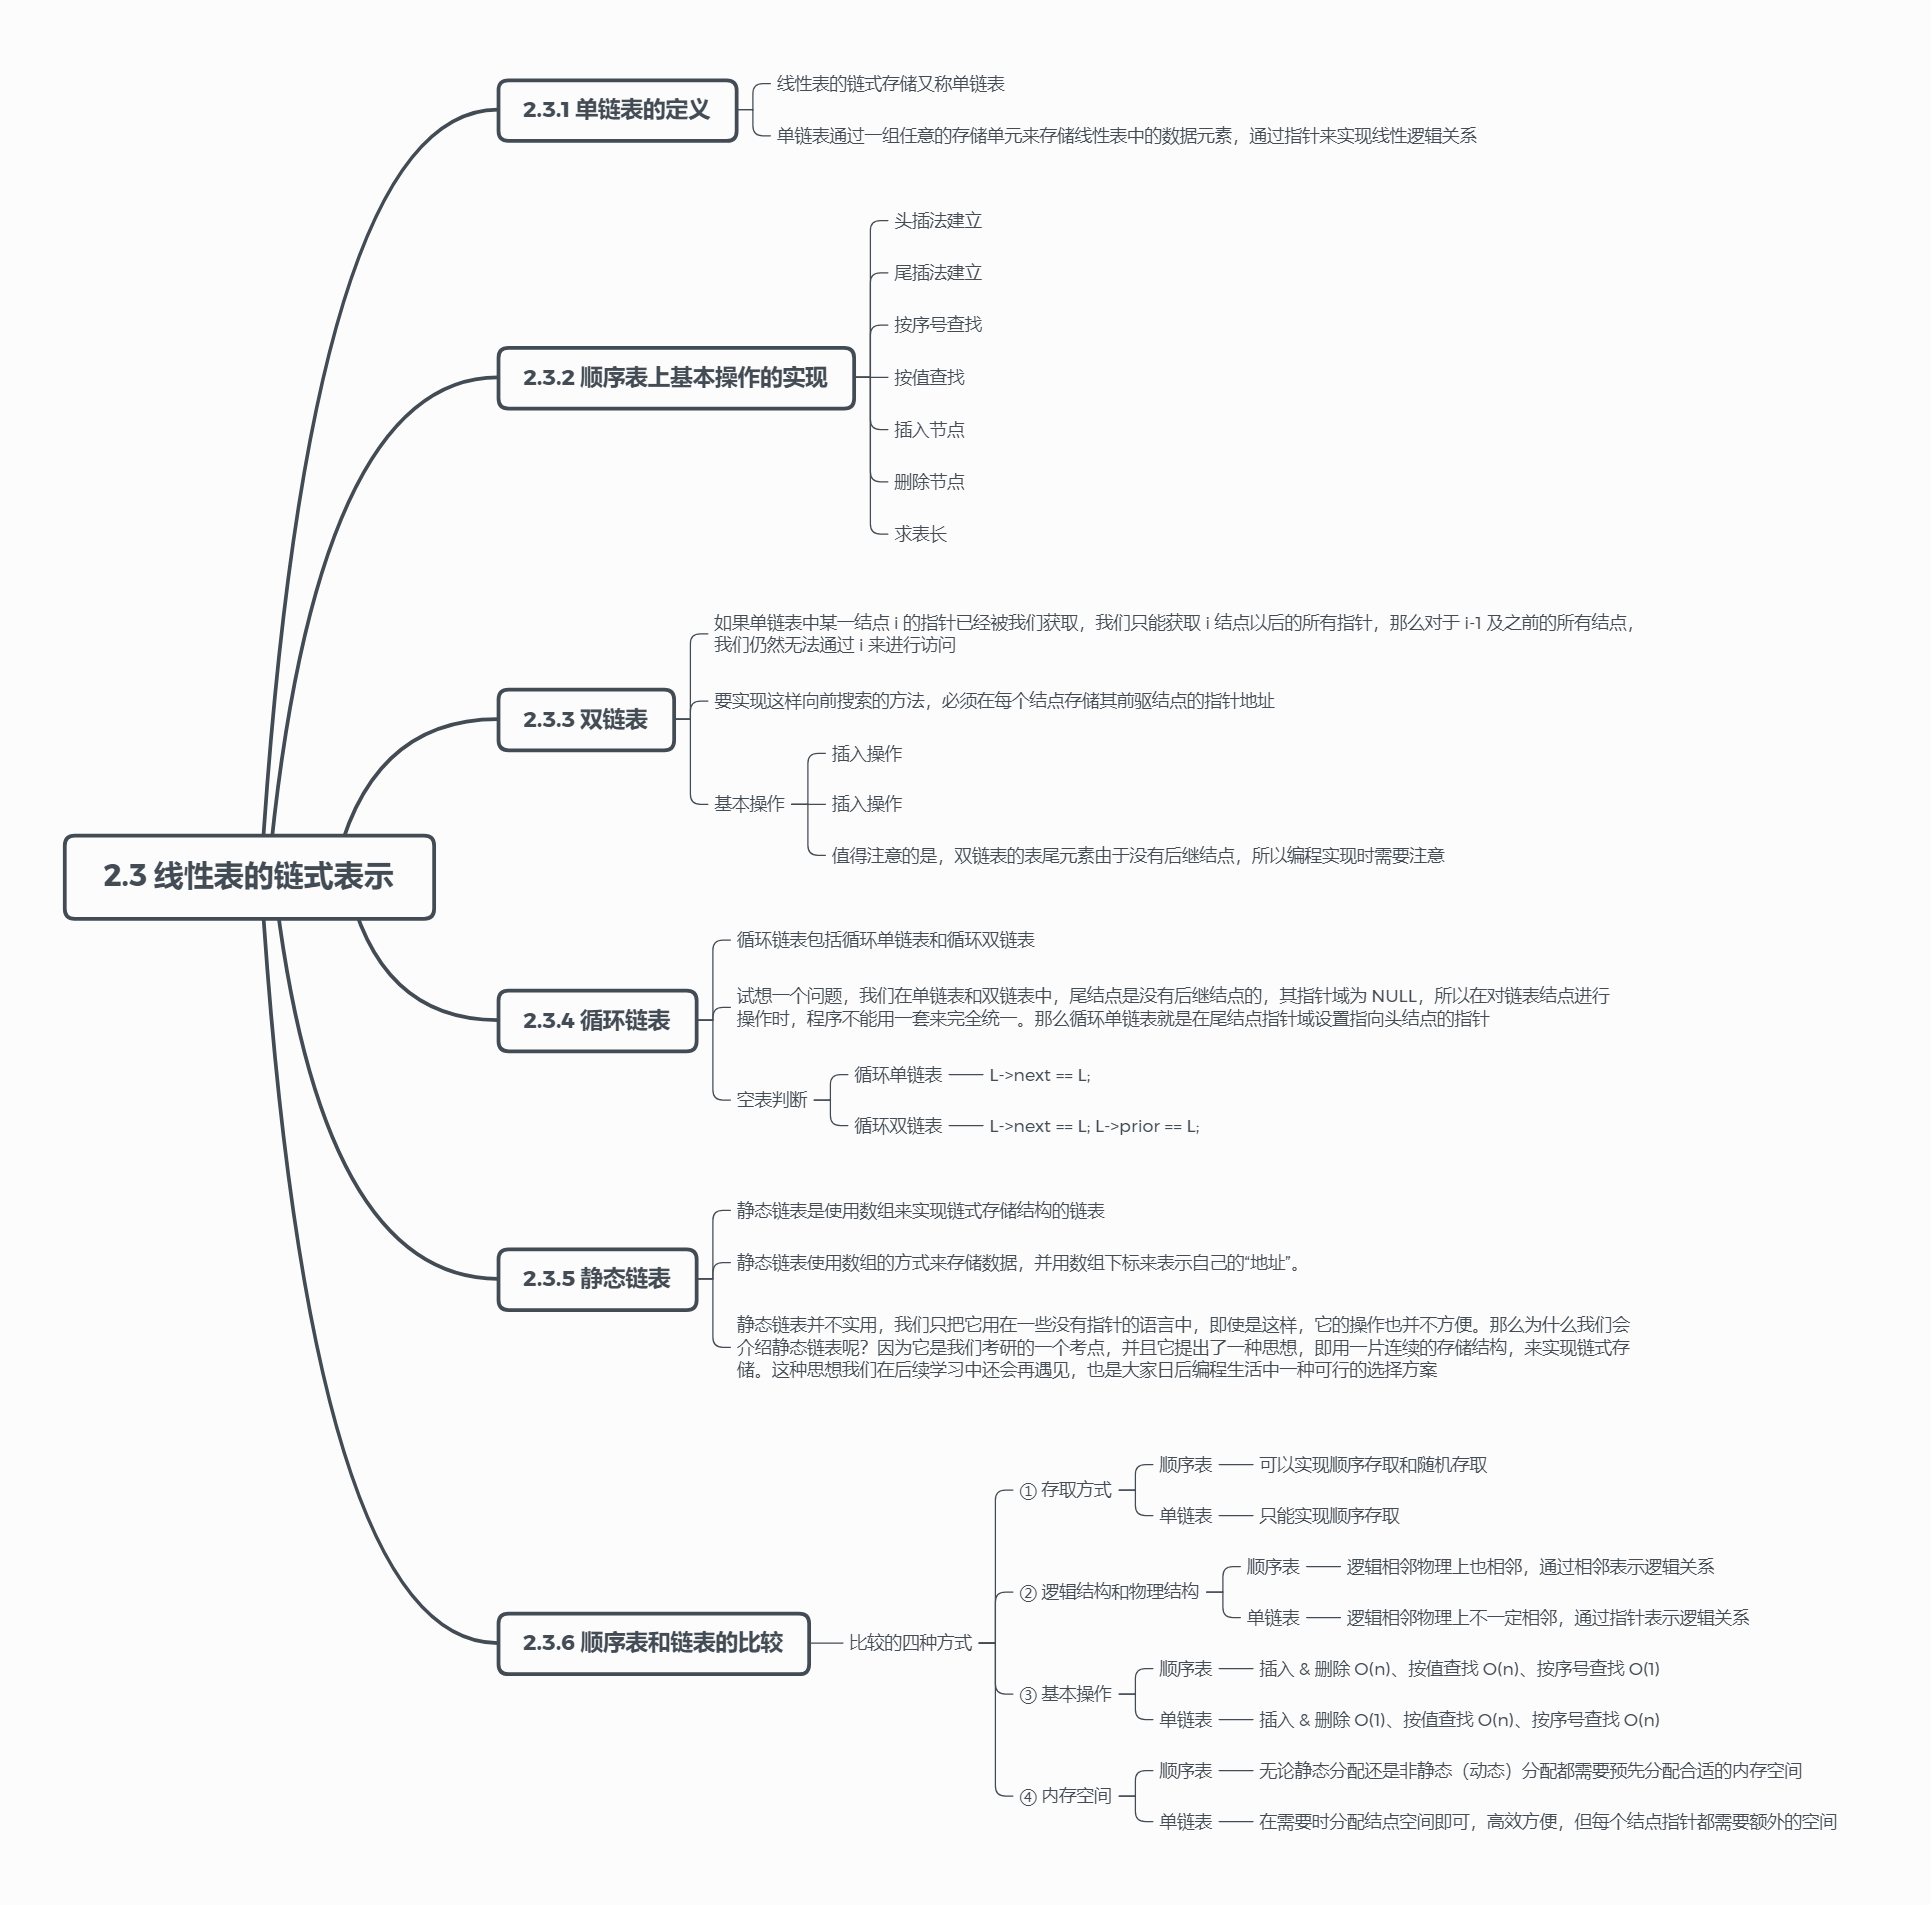 2.3 线性表的链式表示
2.3.1 单链表的定义
线性表的链式存储又称单链表
单链表通过一组任意的存储单元来存储线性表中的数据元素，通过指针来实现线性逻辑关系
2.3.2 顺序表上基本操作的实现
头插法建立
尾插法建立
按序号查找
按值查找
插入节点
删除节点
求表长
2.3.3 双链表
如果单链表中某一结点 i 的指针已经被我们获取，我们只能获取 i 结点以后的所有指针，那么对于 i-1 及之前的所有结点，
我们仍然无法通过 i 来进行访问
要实现这样向前搜索的方法，必须在每个结点存储其前驱结点的指针地址
基本操作
插入操作
插入操作
值得注意的是，双链表的表尾元素由于没有后继结点，所以编程实现时需要注意
2.3.4 循环链表
循环链表包括循环单链表和循环双链表
试想一个问题，我们在单链表和双链表中，尾结点是没有后继结点的，其指针域为 NULL，所以在对链表结点进行
操作时，程序不能用一套来完全统一。那么循环单链表就是在尾结点指针域设置指向头结点的指针
空表判断
循环单链表
L->next == L;
循环双链表
L->next == L; L->prior == L;
2.3.5 静态链表
静态链表是使用数组来实现链式存储结构的链表
静态链表使用数组的方式来存储数据，并用数组下标来表示自己的“地址”。
静态链表并不实用，我们只把它用在一些没有指针的语言中，即使是这样，它的操作也并不方便。那么为什么我们会
介绍静态链表呢？因为它是我们考研的一个考点，并且它提出了一种思想，即用一片连续的存储结构，来实现链式存
储。这种思想我们在后续学习中还会再遇见，也是大家日后编程生活中一种可行的选择方案
2.3.6 顺序表和链表的比较
比较的四种方式
① 存取方式
顺序表
可以实现顺序存取和随机存取
单链表
只能实现顺序存取
② 逻辑结构和物理结构
顺序表
逻辑相邻物理上也相邻，通过相邻表示逻辑关系
单链表
逻辑相邻物理上不一定相邻，通过指针表示逻辑关系
③ 基本操作
顺序表
插入 & 删除 O(n)、按值查找 O(n)、按序号查找 O(1)
单链表
插入 & 删除 O(1)、按值查找 O(n)、按序号查找 O(n)
④ 内存空间
顺序表
无论静态分配还是非静态（动态）分配都需要预先分配合适的内存空间
单链表
在需要时分配结点空间即可，高效方便，但每个结点指针都需要额外的空间